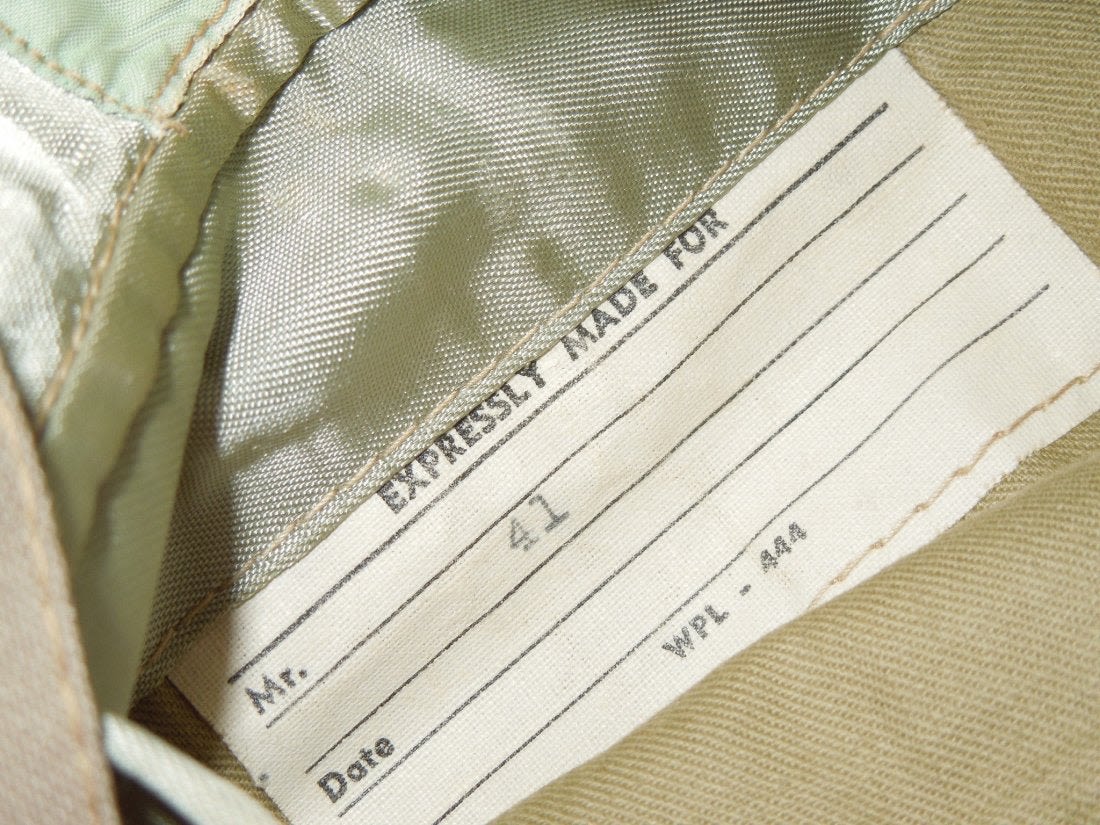 EXPRESSLY MADE FOR
Mr.
41
Date
WPL - 444